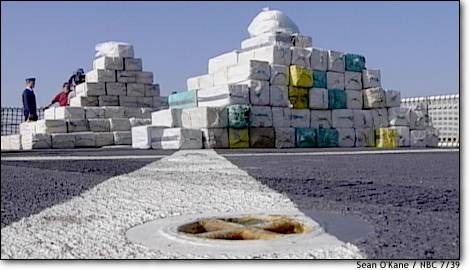 Sean O'Kane / NBC 7/39